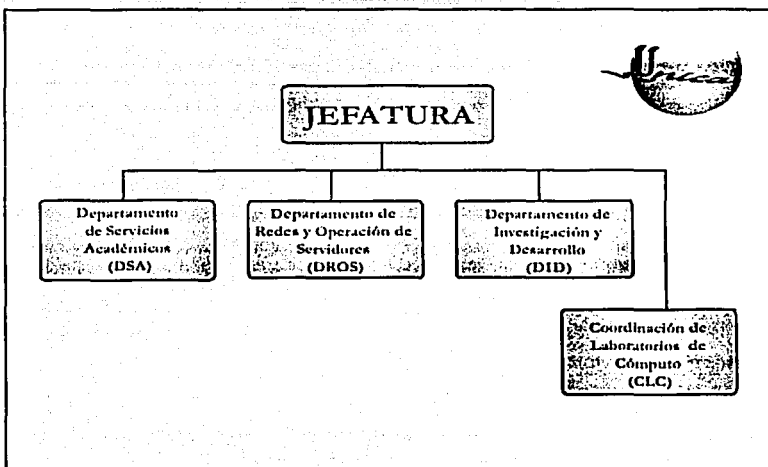 Unica
JEFATURA
Departamento
de Servicios
Académicos
(DSA)
Departamento de
Redes y Operación de
Servidores
(DROS)
Departamento de
Investigación y
Desarrollo
(DID)
Coordinación de
Laboratorios de
Cómputo
(CLC)